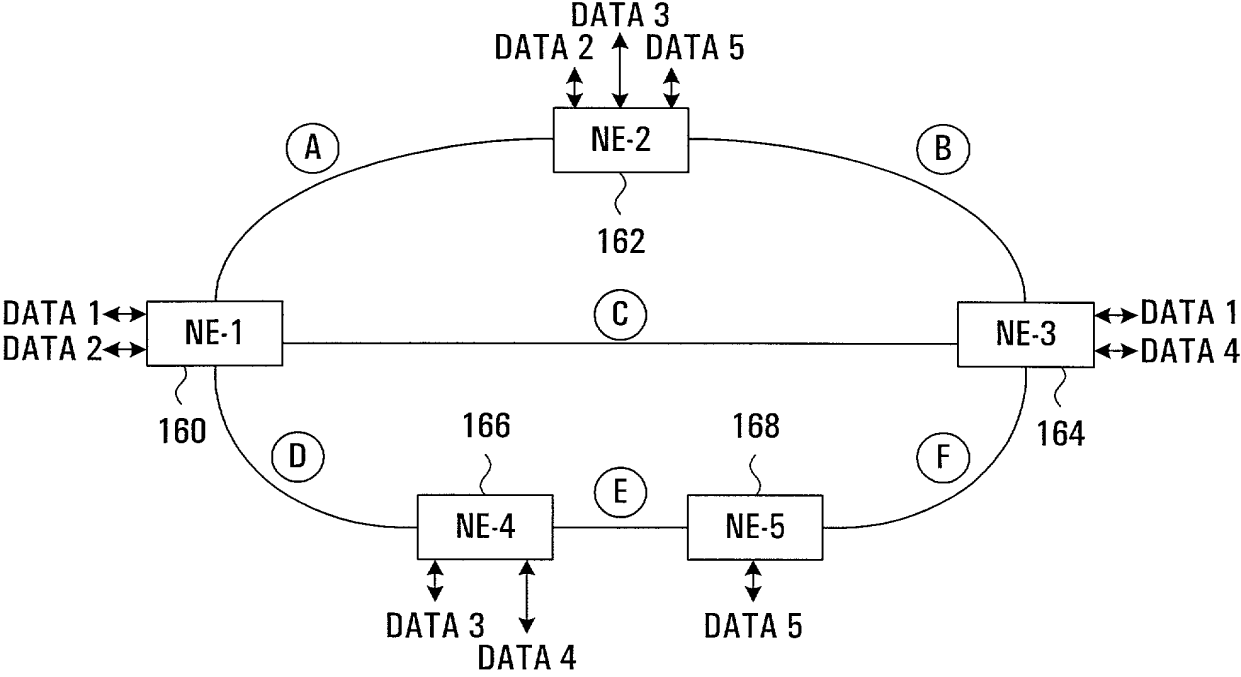 DATA 3
DATA 2
DATA 5
A
NE-2
B
162
DATA 1
DATA 2
NE-1
C
NE-3
DATA 1
DATA 4
160
166
168
164
D
E
F
NE-4
NE-5
DATA 3
DATA 4
DATA 5